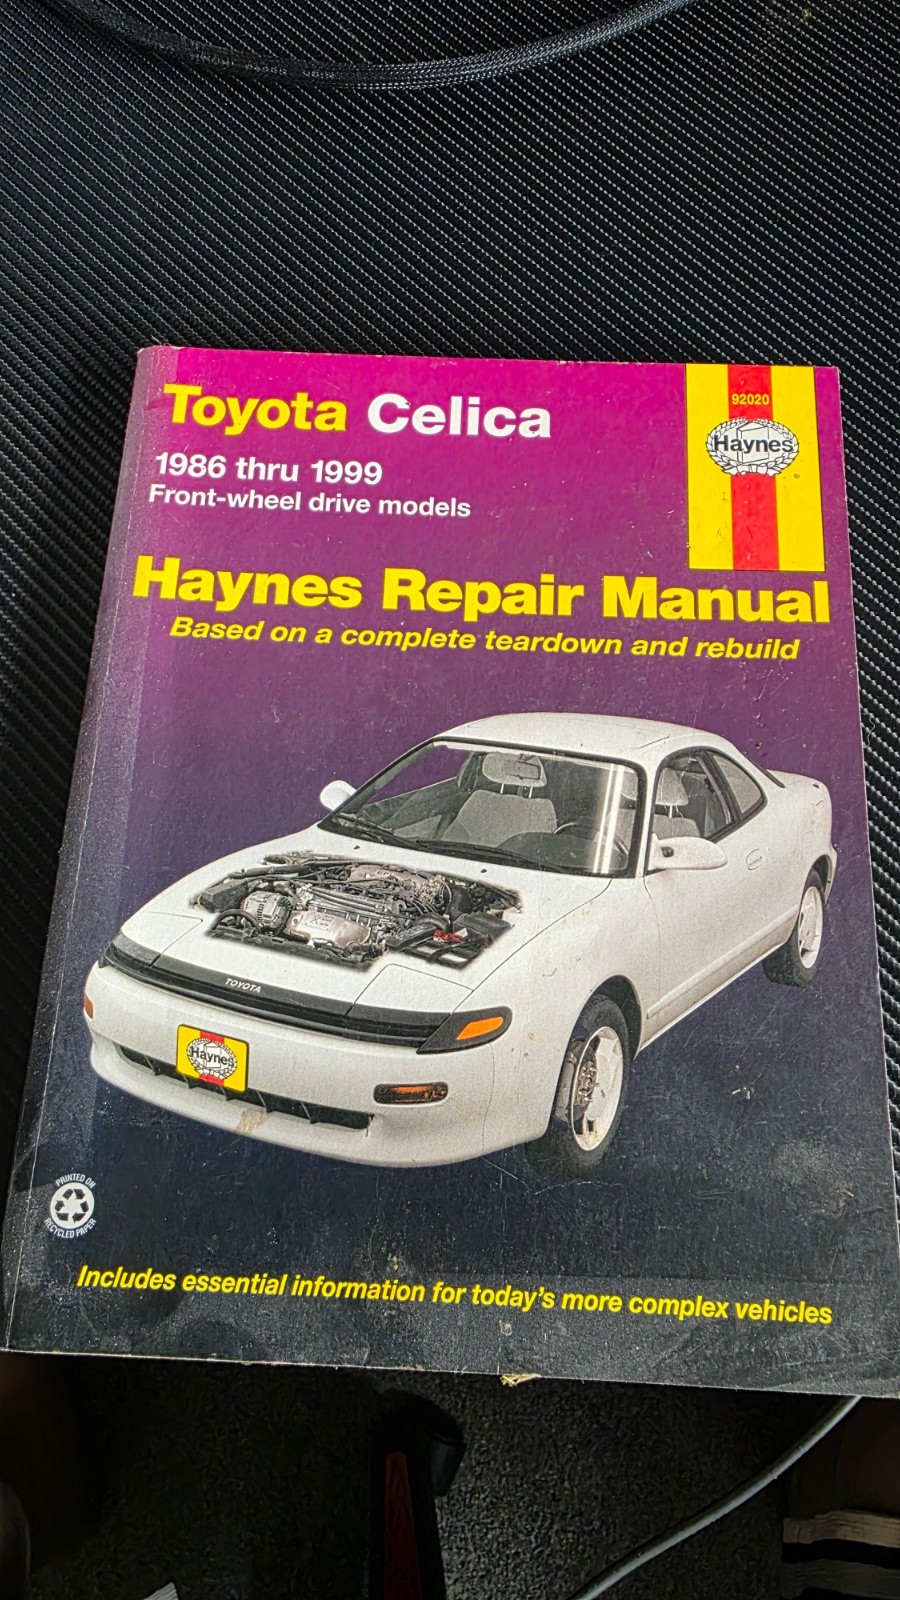 92020
Haynes
Toyota Celica
1986 thru 1999
Front-wheel drive models
Haynes Repair Manual
Based on a complete teardown and rebuild
TOYOTA
Haynes
PRINTED ON
RECYCLED PAPER
Includes essential information for today's more complex vehicles